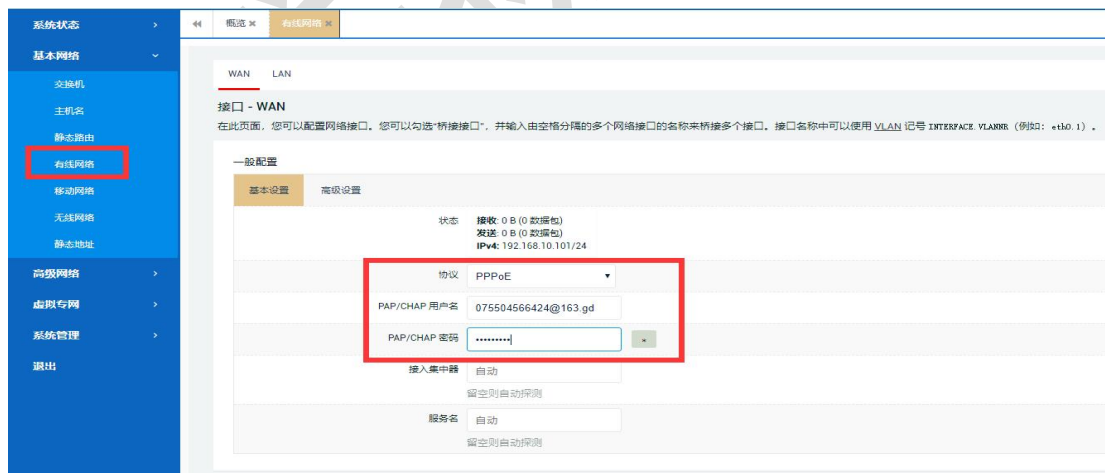 系统状态
基本网络
交换机
主机名
静态路由
有线网络
移动网络
无线网络
静态地址
高级网络
虚拟专网
系统管理
退出
概览 ×
有线网络 ×
WAN LAN
接口 - WAN
在此页面，您可以配置网络接口。您可以勾选“桥接接口”，并输入由空格分隔的多个网络接口的名称来桥接多个接口。接口名称中可以使用 VLAN 记号 INTERFACE.VLANNR (例如: eth0.1) 。
一般配置
基本设置 高级设置
状态
接收: 0 B (0 数据包)
发送: 0 B (0 数据包)
IPv4: 192.168.10.101/24
协议 PPPoE
PAP/CHAP 用户名 075504566424@163.gd
PAP/CHAP 密码 •••••••••
*
接入集中器 自动
留空则自动探测
服务名 自动
留空则自动探测